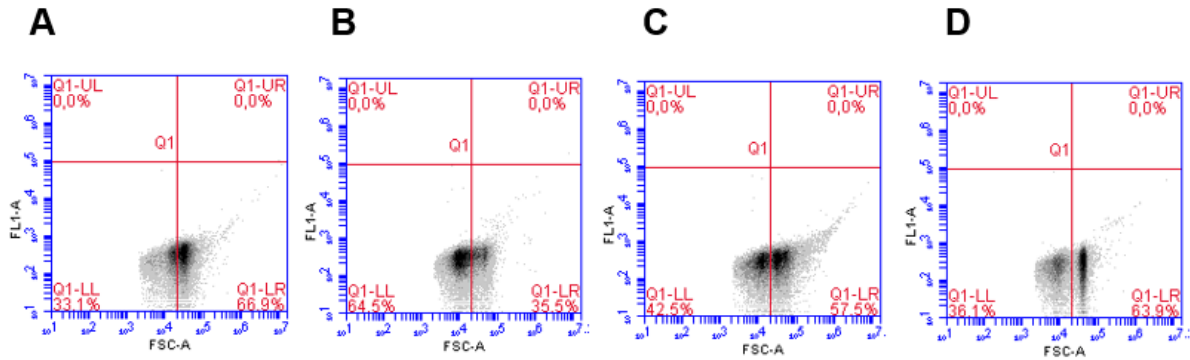 A B C D
Q1-UL Q1-UR Q1-UL Q1-UR Q1-UL Q1-UR Q1-UL Q1-UR
0,0% 0,0% 0,0% 0,0% 0,0% 0,0% 0,0% 0,0%
Q1 Q1 Q1 Q1
FL1-A FL1-A FL1-A FL1-A
Q1-LL Q1-LR Q1-LL Q1-LR Q1-LL Q1-LR Q1-LL Q1-LR
33.1% 66.9% 64.5% 35.5% 42.5% 57.5% 36.1% 63.9%
FSC-A FSC-A FSC-A FSC-A